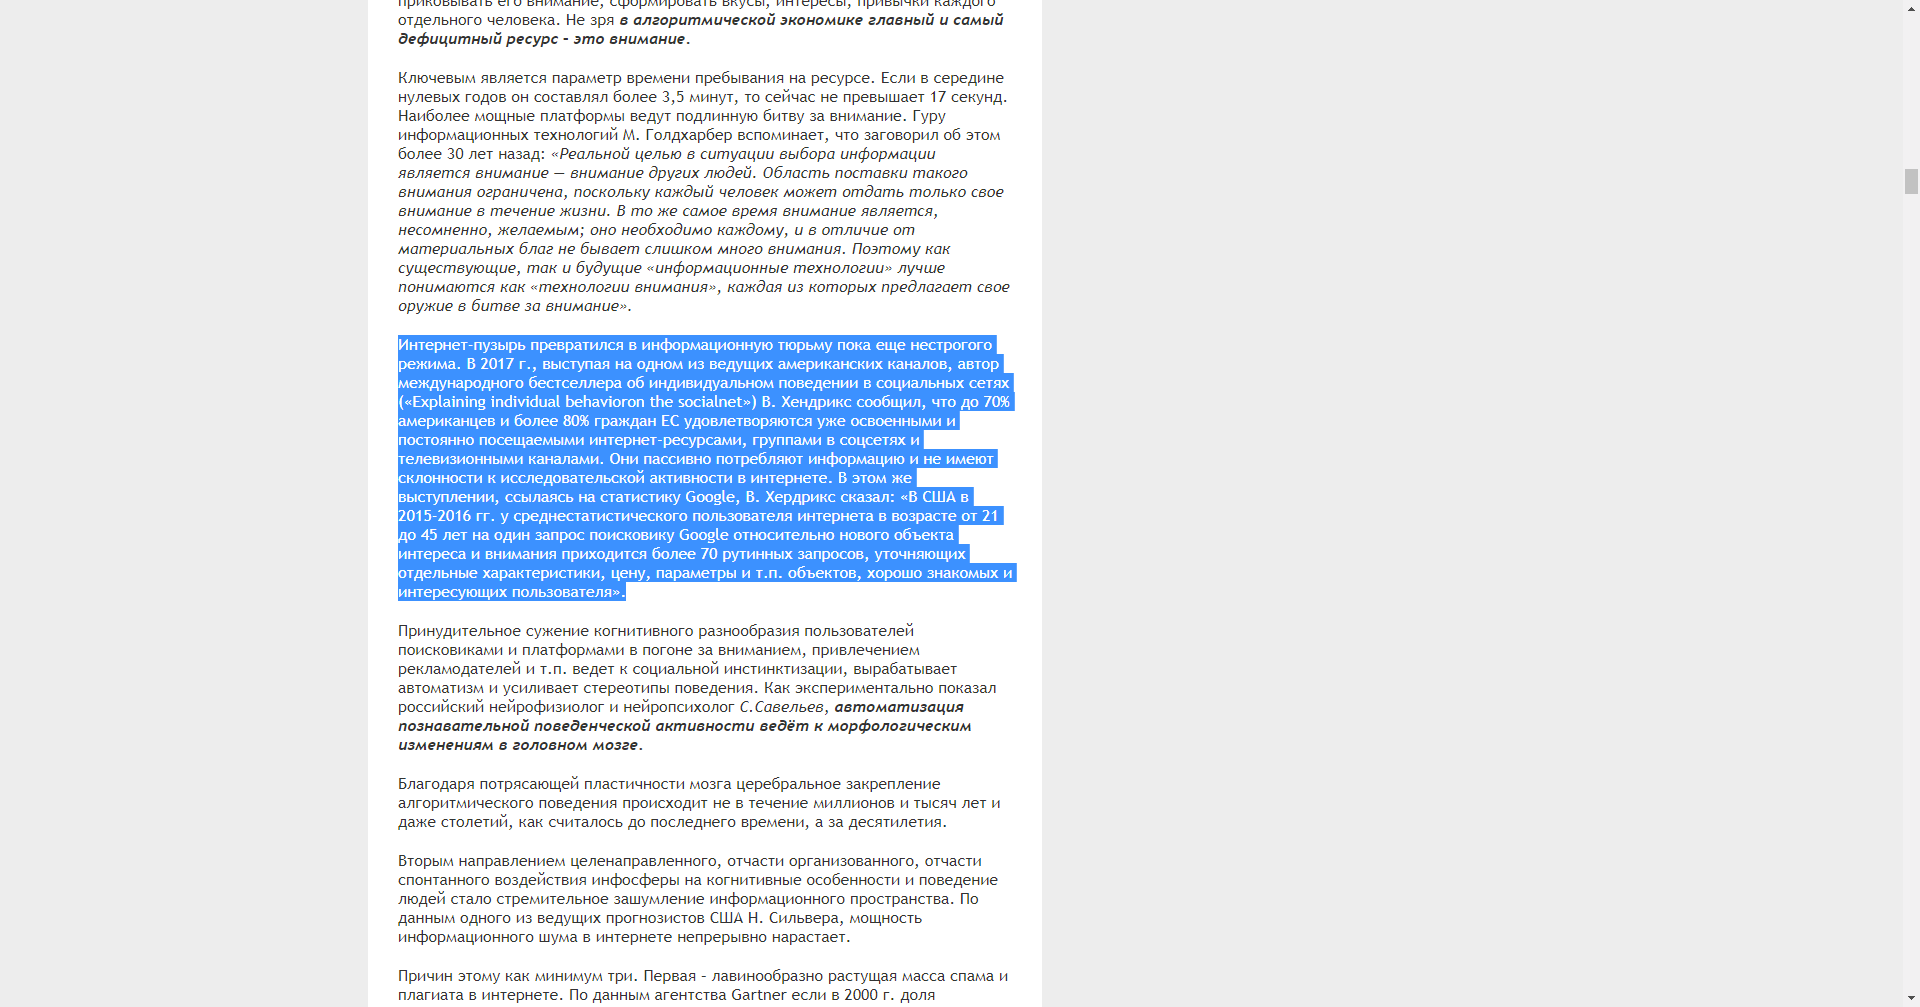 приковывать его внимание, сформировать вкусы, интересы, привычки каждого
отдельного человека. Не зря в алгоритмической экономике главный и самый
дефицитный ресурс – это внимание.
Ключевым является параметр времени пребывания на ресурсе. Если в середине
нулевых годов он составлял более 3,5 минут, то сейчас не превышает 17 секунд.
Наиболее мощные платформы ведут подлинную битву за внимание. Гуру
информационных технологий М. Голдхарбер вспоминает, что заговорил об этом
более 30 лет назад: «Реальной целью в ситуации выбора информации
является внимание — внимание других людей. Область поставки такого
внимания ограничена, поскольку каждый человек может отдать только свое
внимание в течение жизни. В то же самое время внимание является,
несомненно, желаемым; оно необходимо каждому, и в отличие от
материальных благ не бывает слишком много внимания. Поэтому как
существующие, так и будущие «информационные технологии» лучше
понимаются как «технологии внимания», каждая из которых предлагает свое
оружие в битве за внимание».
Интернет-пузырь превратился в информационную тюрьму пока еще нестрогого
режима. В 2017 г., выступая на одном из ведущих американских каналов, автор
международного бестселлера об индивидуальном поведении в социальных сетях
(«Explaining individual behavioron the socialnet») В. Хендрикс сообщил, что до 70%
американцев и более 80% граждан ЕС удовлетворяются уже освоенными и
постоянно посещаемыми интернет-ресурсами, группами в соцсетях и
телевизионными каналами. Они пассивно потребляют информацию и не имеют
склонности к исследовательской активности в интернете. В этом же
выступлении, ссылаясь на статистику Google, В. Хердрикс сказал: «В США в
2015-2016 гг. у среднестатистического пользователя интернета в возрасте от 21
до 45 лет на один запрос поисковику Google относительно нового объекта
интереса и внимания приходится более 70 рутинных запросов, уточняющих
отдельные характеристики, цену, параметры и т.п. объектов, хорошо знакомых и
интересующих пользователя».
Принудительное сужение когнитивного разнообразия пользователей
поисковиками и платформами в погоне за вниманием, привлечением
рекламодателей и т.п. ведет к социальной инстинктизации, вырабатывает
автоматизм и усиливает стереотипы поведения. Как экспериментально показал
российский нейрофизиолог и нейропсихолог С.Савельев, автоматизация
познавательной поведенческой активности ведёт к морфологическим
изменениям в головном мозге.
Благодаря потрясающей пластичности мозга церебральное закрепление
алгоритмического поведения происходит не в течение миллионов и тысяч лет и
даже столетий, как считалось до последнего времени, а за десятилетия.
Вторым направлением целенаправленного, отчасти организованного, отчасти
спонтанного воздействия инфосферы на когнитивные особенности и поведение
людей стало стремительное зашумление информационного пространства. По
данным одного из ведущих прогнозистов США Н. Сильвера, мощность
информационного шума в интернете непрерывно нарастает.
Причин этому как минимум три. Первая – лавинообразно растущая масса спама и
плагиата в интернете. По данным агентства Gartner если в 2000 г. доля